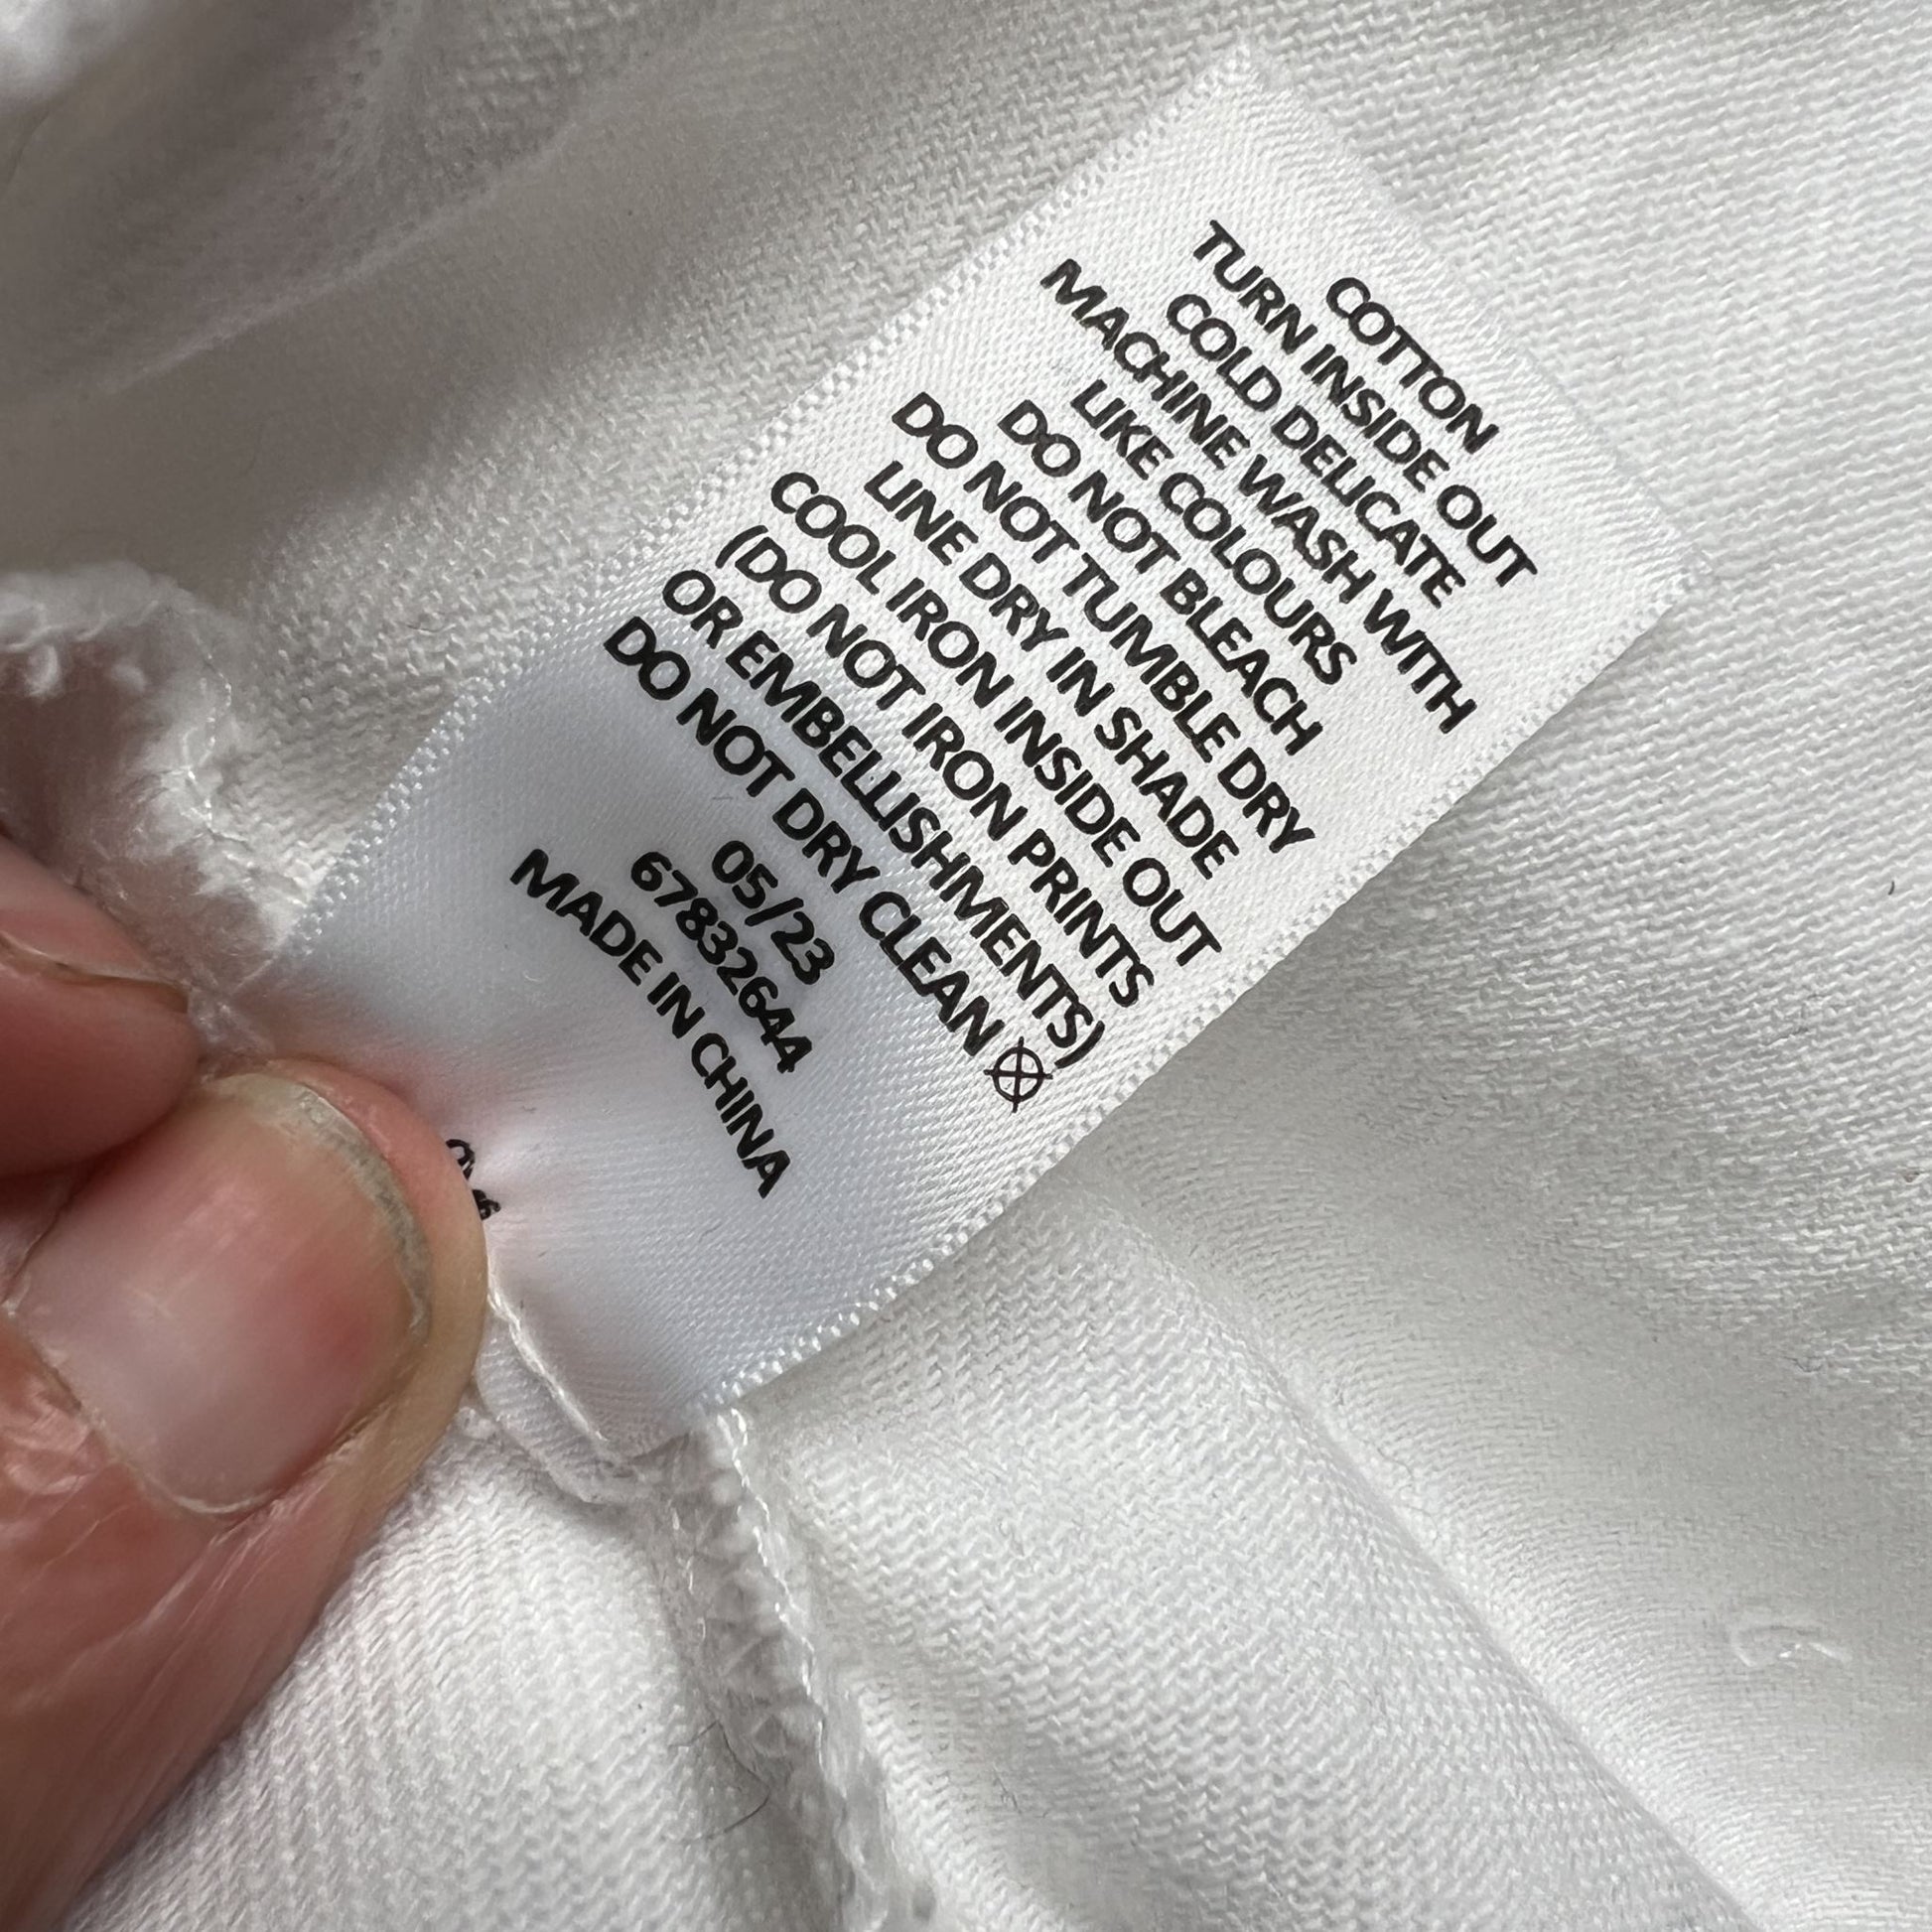 COTTON
TURN INSIDE OUT
COLD DELICATE
MACHINE WASH WITH
LIKE COLOURS
DO NOT BLEACH
DO NOT TUMBLE DRY
LINE DRY IN SHADE
COOL IRON INSIDE OUT
(DO NOT IRON PRINTS
OR EMBELLISHMENTS)
DO NOT DRY CLEAN
05/23
67832644
MADE IN CHINA